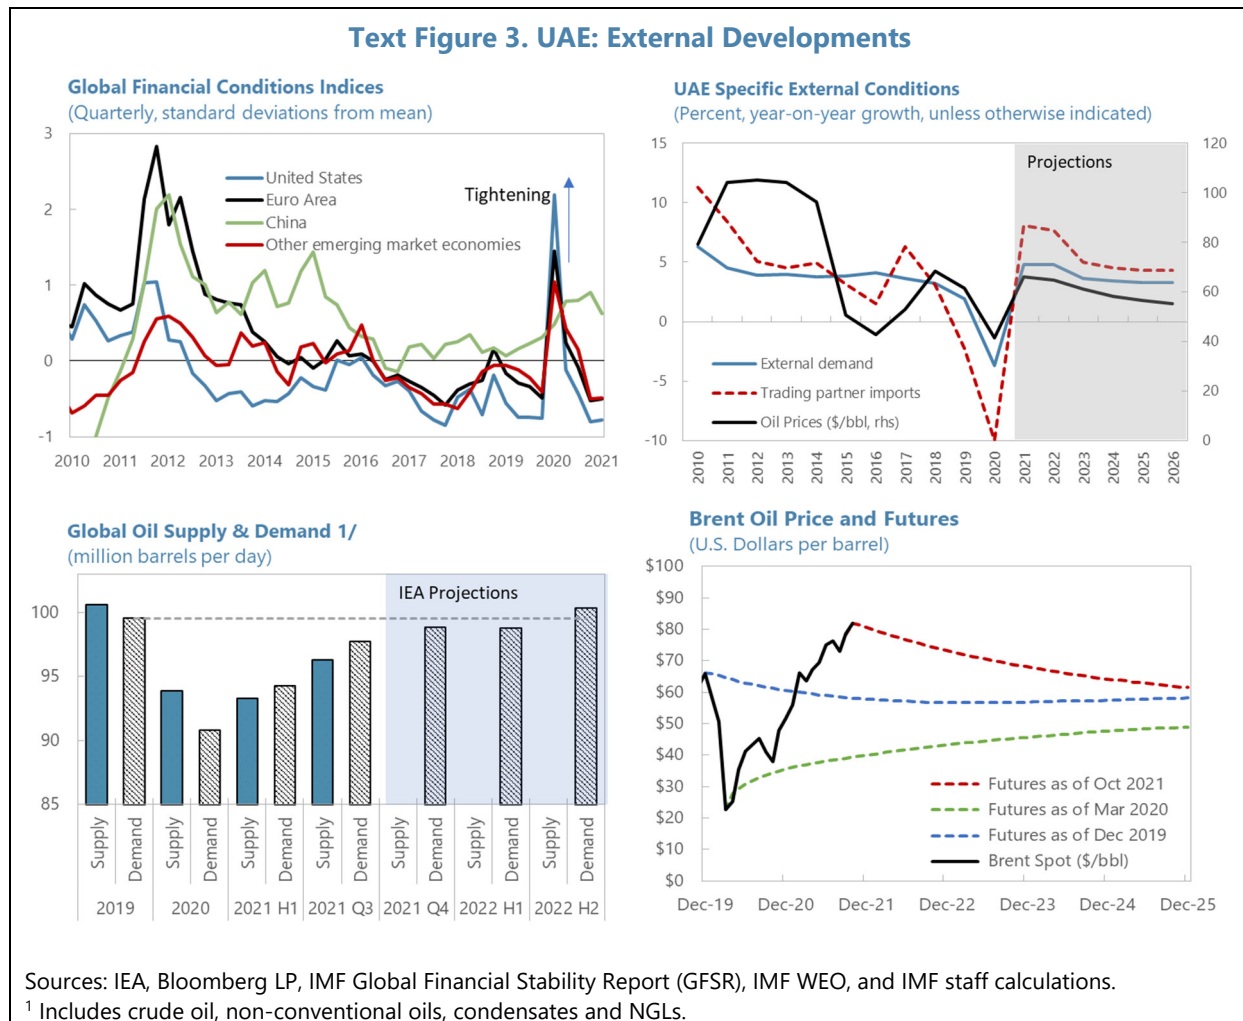 Text Figure 3. UAE: External Developments
Global Financial Conditions Indices
(Quarterly, standard deviations from mean)
3
2
1
0
-1
United States
Euro Area
China
Other emerging market economies
Tightening
2010 2011 2012 2013 2014 2015 2016 2017 2018 2019 2020 2021
UAE Specific External Conditions
(Percent, year-on-year growth, unless otherwise indicated)
15
10
5
0
-5
-10
120
100
80
60
40
20
0
Projections
External demand
Trading partner imports
Oil Prices ($/bbl, rhs)
2010 2011 2012 2013 2014 2015 2016 2017 2018 2019 2020 2021 2022 2023 2024 2025 2026
Global Oil Supply & Demand 1/
(million barrels per day)
100
95
90
85
IEA Projections
Supply Demand Supply Demand Supply Demand Supply Demand Supply Demand Supply Demand Supply Demand
2019 2020 2021 H1 2021 Q3 2021 Q4 2022 H1 2022 H2
Brent Oil Price and Futures
(U.S. Dollars per barrel)
$100
$90
$80
$70
$60
$50
$40
$30
$20
$10
$0
Futures as of Oct 2021
Futures as of Mar 2020
Futures as of Dec 2019
Brent Spot ($/bbl)
Dec-19 Dec-20 Dec-21 Dec-22 Dec-23 Dec-24 Dec-25
Sources: IEA, Bloomberg LP, IMF Global Financial Stability Report (GFSR), IMF WEO, and IMF staff calculations.
¹ Includes crude oil, non-conventional oils, condensates and NGLs.